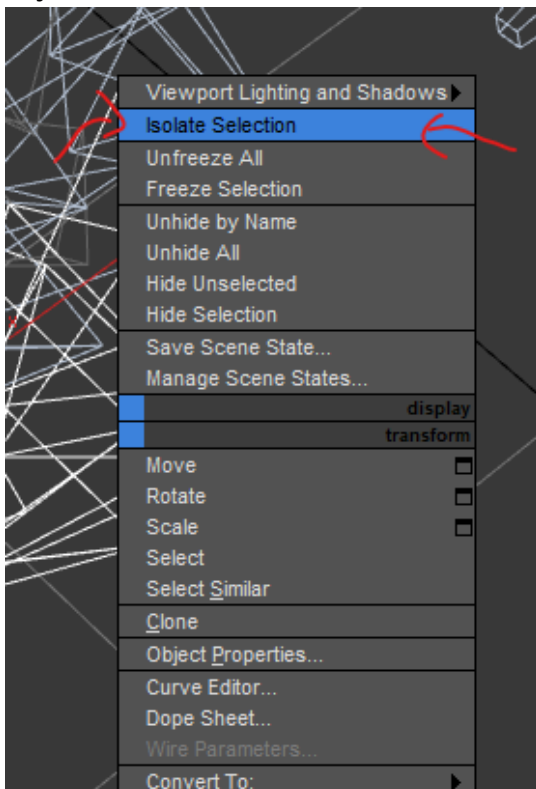 Viewport Lighting and Shadows
Isolate Selection
Unfreeze All
Freeze Selection
Unhide by Name
Unhide All
Hide Unselected
Hide Selection
Save Scene State...
Manage Scene States...
display
transform
Move
Rotate
Scale
Select
Select Similar
Clone
Object Properties...
Curve Editor...
Dope Sheet...
Wire Parameters...
Convert To: